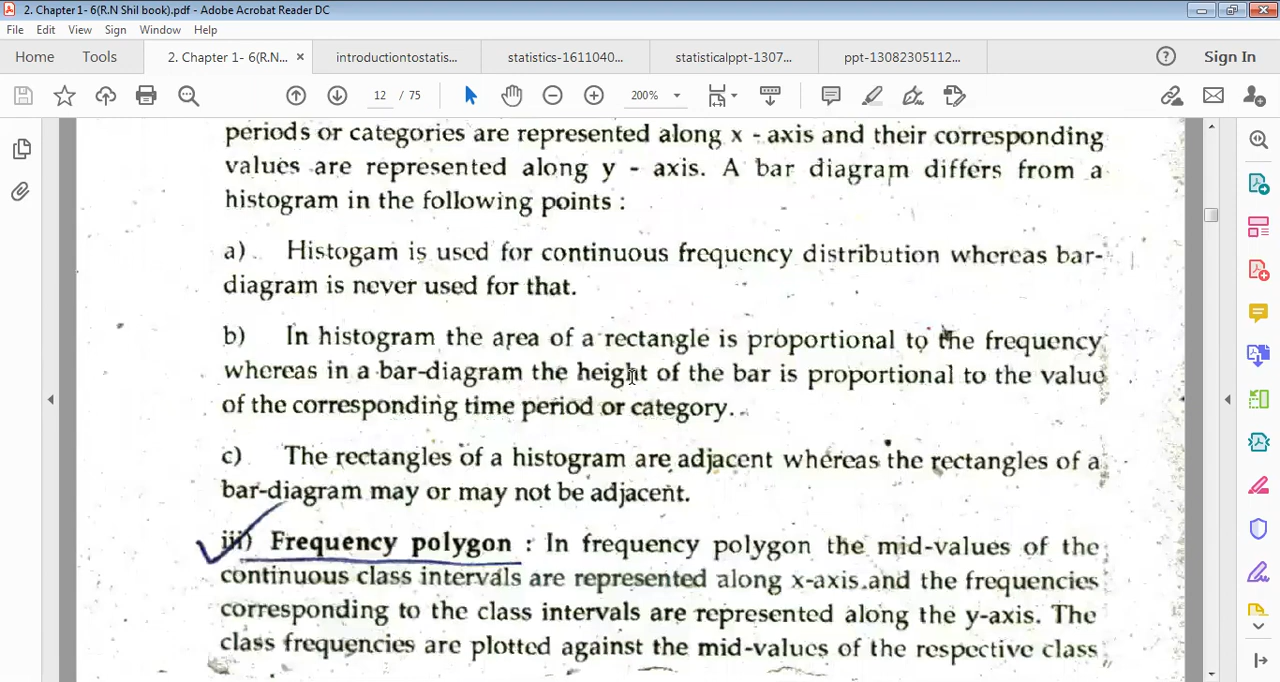 2. Chapter 1- 6(R.N Shil book).pdf - Adobe Acrobat Reader DC
File Edit View Sign Window Help
Home Tools 2. Chapter 1- 6(R.N... × introductiontostatis... statistics-1611040... statisticalppt-1307... ppt-13082305112... Sign In
12 / 75 200%
periods or categories are represented along x - axis and their corresponding
values are represented along y - axis. A bar diagram differs from a
histogram in the following points :
a). Histogam is used for continuous frequency distribution whereas bar-
diagram is never used for that.
b) In histogram the area of a rectangle is proportional to the frequency
whereas in a bar-diagram the height of the bar is proportional to the value
of the corresponding time period or category.
c) The rectangles of a histogram are adjacent whereas the rectangles of a
bar-diagram may or may not be adjacent.
iii) Frequency polygon : In frequency polygon the mid-values of the
continuous class intervals are represented along x-axis and the frequencies
corresponding to the class intervals are represented along the y-axis. The
class frequencies are plotted against the mid-values of the respective class